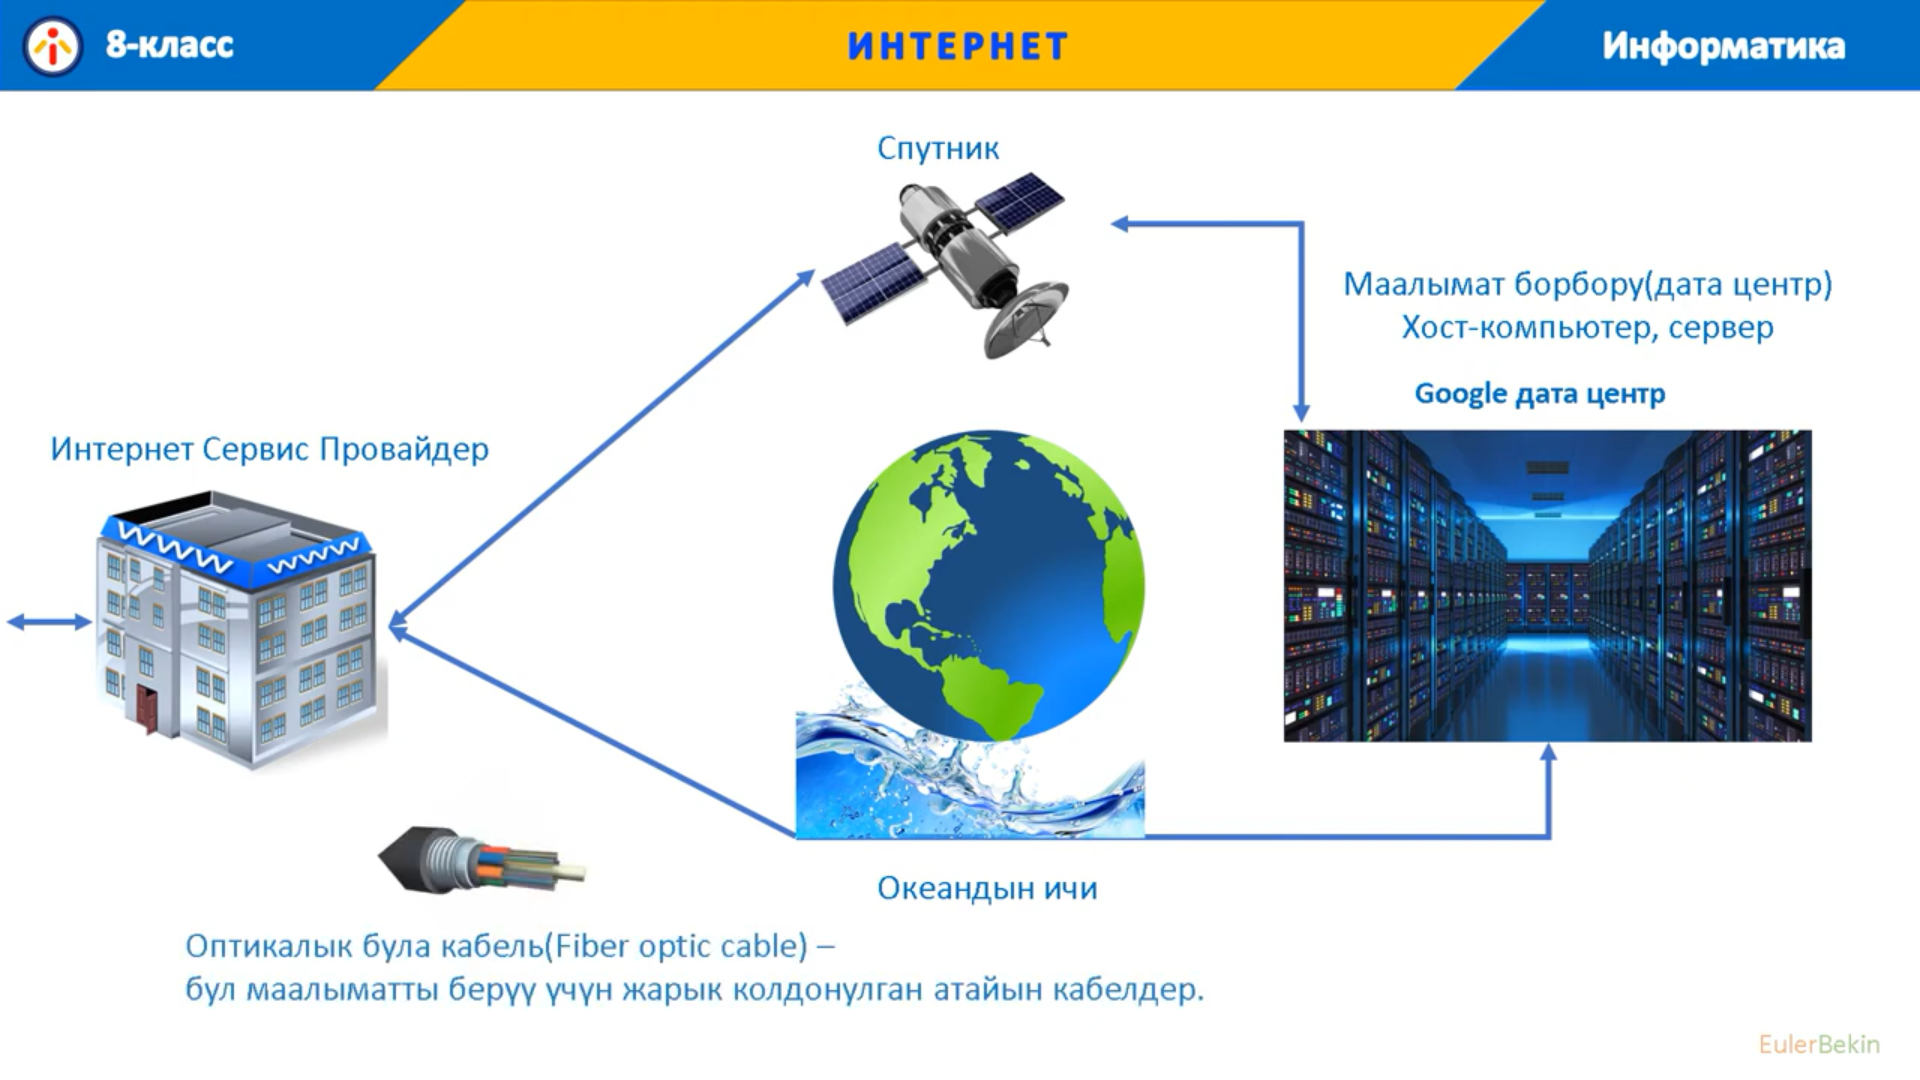 8-класс
ИНТЕРНЕТ
Информатика
Спутник
Маалымат борбору(дата центр)
Хост-компьютер, сервер
Google дата центр
Интернет Сервис Провайдер
WWW WWW
Океандын ичи
Оптикалык була кабель(Fiber optic cable) –
бул маалыматты берүү үчүн жарык колдонулган атайын кабелдер.
EulerBekin